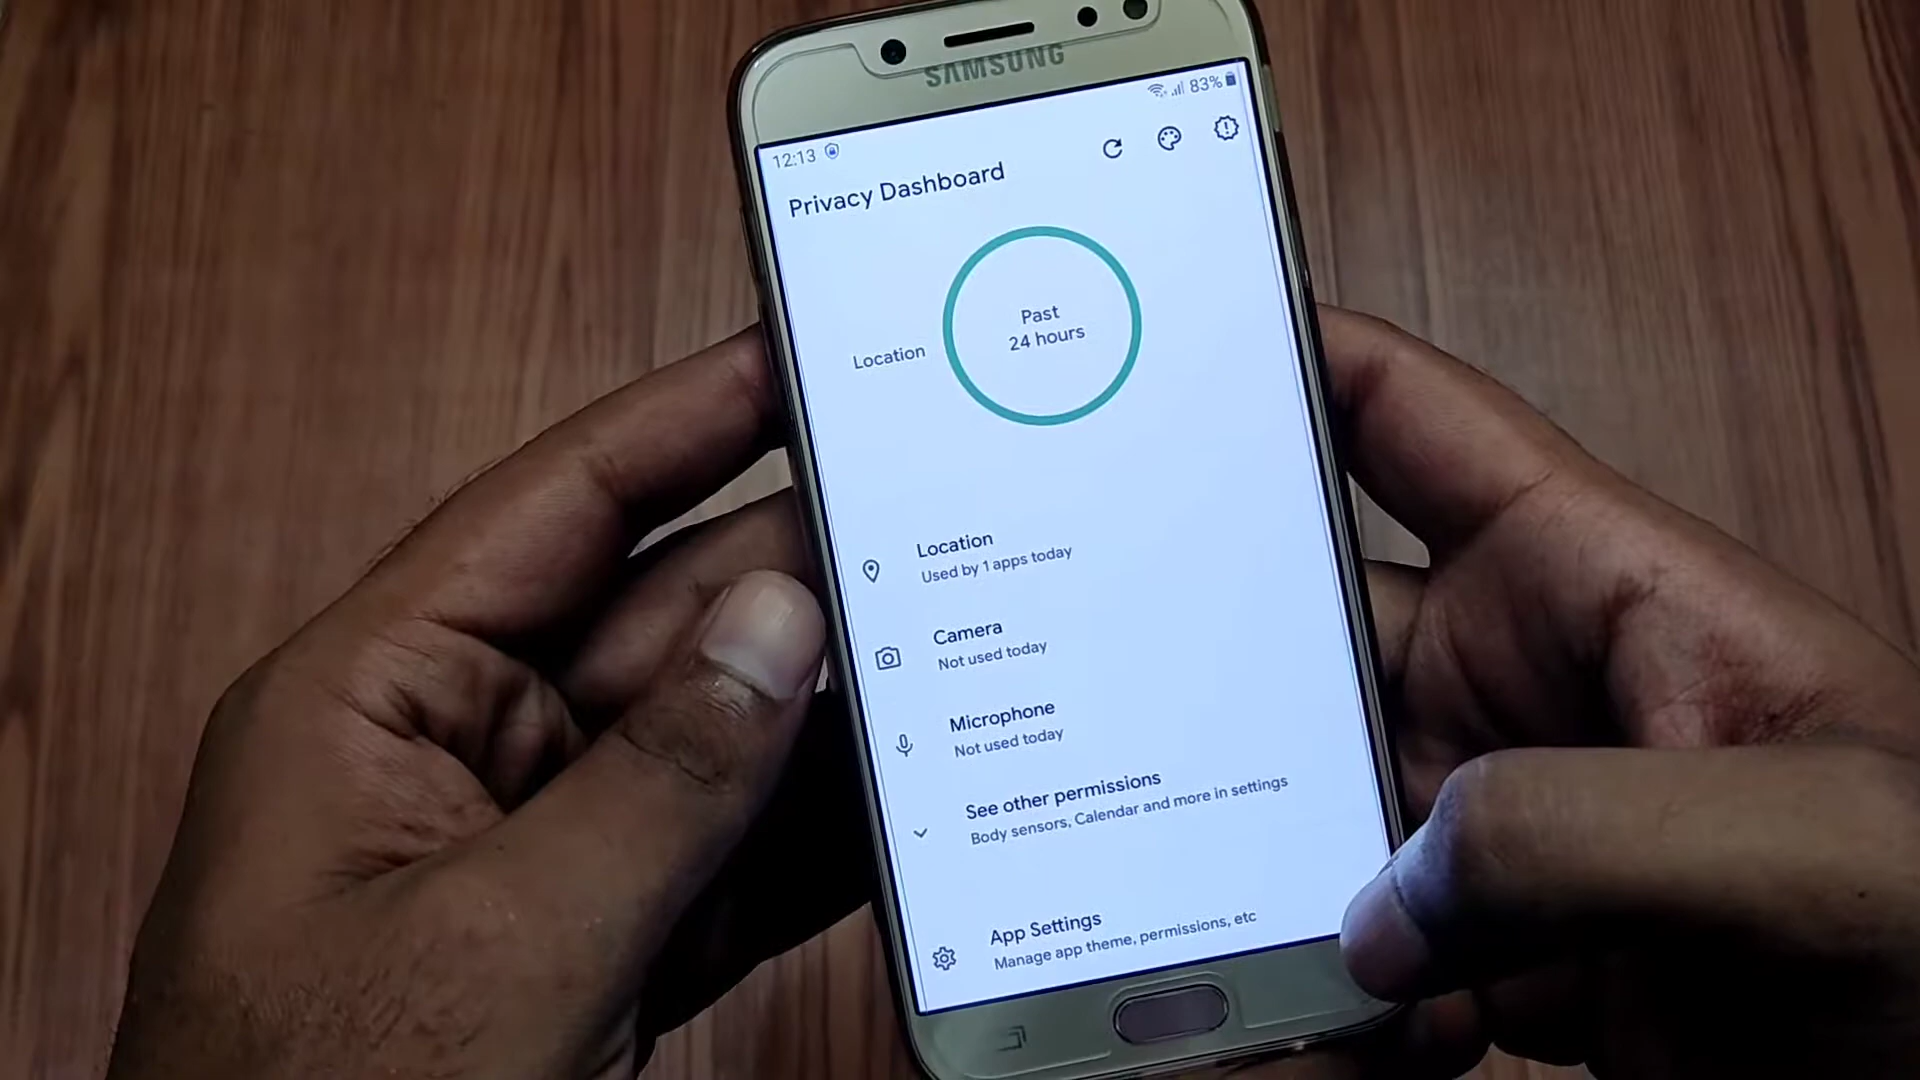 SAMSUNG
12:13
83%
Privacy Dashboard
Past
24 hours
Location
Location
Used by 1 apps today
Camera
Not used today
Microphone
Not used today
See other permissions
Body sensors, Calendar and more in settings
App Settings
Manage app theme, permissions, etc